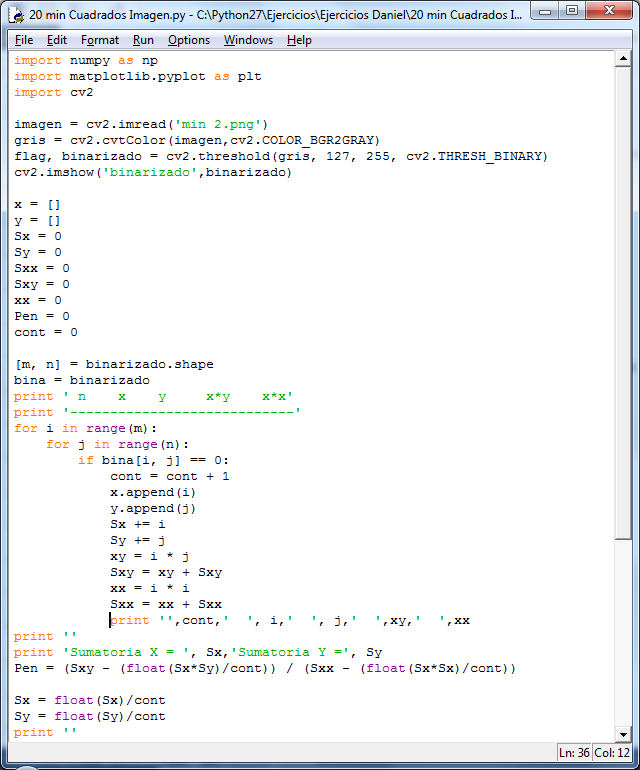 20 min Cuadrados Imagen.py - C:\Python27\Ejercicios\Ejercicios Daniel\20 min Cuadrados I...
File Edit Format Run Options Windows Help
import numpy as np
import matplotlib.pyplot as plt
import cv2

imagen = cv2.imread('min 2.png')
gris = cv2.cvtColor(imagen,cv2.COLOR_BGR2GRAY)
flag, binarizado = cv2.threshold(gris, 127, 255, cv2.THRESH_BINARY)
cv2.imshow('binarizado',binarizado)

x = []
y = []
Sx = 0
Sy = 0
Sxx = 0
Sxy = 0
xx = 0
Pen = 0
cont = 0

[m, n] = binarizado.shape
bina = binarizado
print ' n    x    y     x*y    x*x'
print '----------------------------'
for i in range(m):
    for j in range(n):
        if bina[i, j] == 0:
            cont = cont + 1
            x.append(i)
            y.append(j)
            Sx += i
            Sy += j
            xy = i * j
            Sxy = xy + Sxy
            xx = i * i
            Sxx = xx + Sxx
            print '',cont,'  ', i,'  ', j,'  ',xy,'  ',xx
print ''
print 'Sumatoria X = ', Sx,'Sumatoria Y =', Sy
Pen = (Sxy - (float(Sx*Sy)/cont)) / (Sxx - (float(Sx*Sx)/cont))

Sx = float(Sx)/cont
Sy = float(Sy)/cont
print ''
Ln: 36 Col: 12